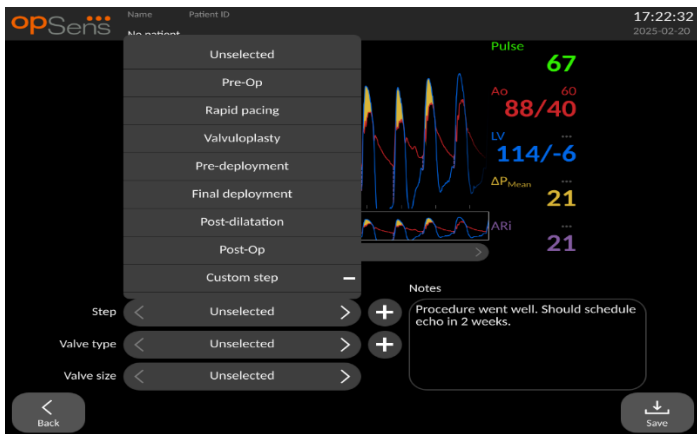 opSens
Name Patient ID
No patient
17:22:32
2025-02-20
Unselected
Pre-Op
Rapid pacing
Valvuloplasty
Pre-deployment
Final deployment
Post-dilatation
Post-Op
Custom step
Pulse
67
Ao 60
88/40
LV ---
114/-6
ΔPMean ---
21
ARi ---
21
Step Unselected
Valve type Unselected
Valve size Unselected
Notes
Procedure went well. Should schedule
echo in 2 weeks.
Back
Save